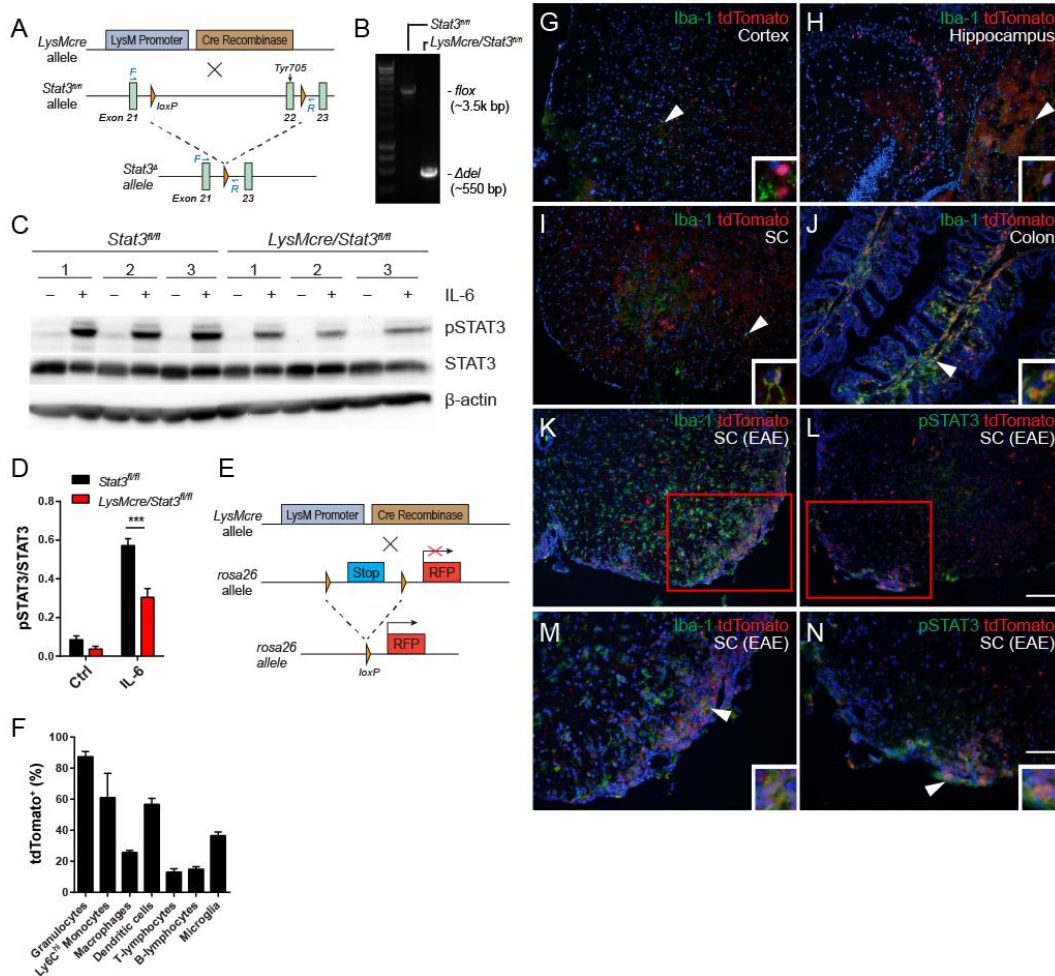 A
LysMcre allele
LysM Promoter
Cre Recombinase
Stat3fl/fl allele
F
loxP
Tyr705
R
Exon 21
22
23
Stat3Δ allele
F
R
Exon 21
23
B
Stat3fl/fl
LysMcre/Stat3fl/fl
- flox
(~3.5k bp)
- Δdel
(~550 bp)
C
Stat3fl/fl LysMcre/Stat3fl/fl
1 2 3 1 2 3
– + – + – + – + – + – + IL-6
pSTAT3
STAT3
β-actin
D
Stat3fl/fl
LysMcre/Stat3fl/fl
pSTAT3/STAT3
0.8
0.6
0.4
0.2
0.0
***
Ctrl IL-6
E
LysMcre allele
LysM Promoter
Cre Recombinase
rosa26 allele
Stop
RFP
rosa26 allele
RFP
loxP
F
tdTomato+ (%)
100
80
60
40
20
0
Granulocytes
Ly6Chi Monocytes
Macrophages
Dendritic cells
T-lymphocytes
B-lymphocytes
Microglia
G
Iba-1 tdTomato
Cortex
H
Iba-1 tdTomato
Hippocampus
I
Iba-1 tdTomato
SC
J
Iba-1 tdTomato
Colon
K
Iba-1 tdTomato
SC (EAE)
L
pSTAT3 tdTomato
SC (EAE)
M
Iba-1 tdTomato
SC (EAE)
N
pSTAT3 tdTomato
SC (EAE)